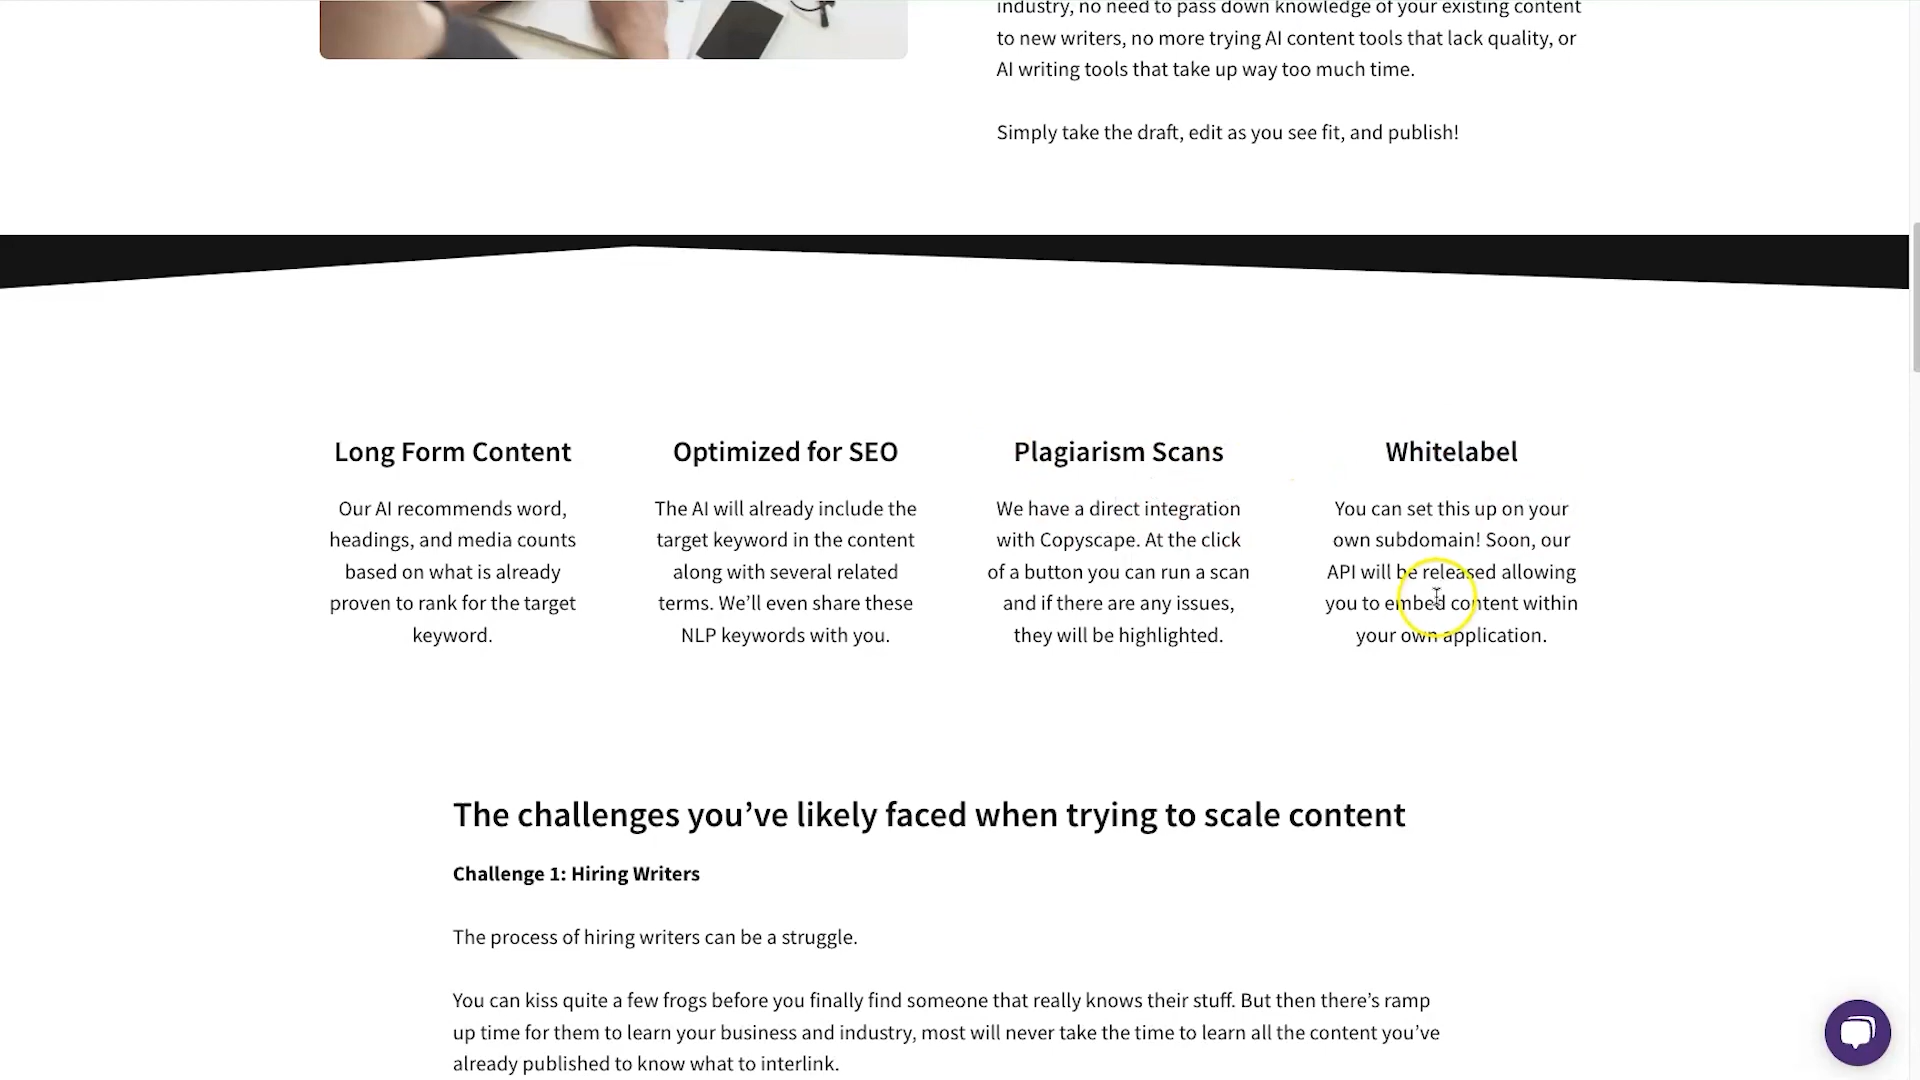 industry, no need to pass down knowledge of your existing content
to new writers, no more trying AI content tools that lack quality, or
AI writing tools that take up way too much time.
Simply take the draft, edit as you see fit, and publish!
Long Form Content
Our AI recommends word,
headings, and media counts
based on what is already
proven to rank for the target
keyword.
Optimized for SEO
The AI will already include the
target keyword in the content
along with several related
terms. We’ll even share these
NLP keywords with you.
Plagiarism Scans
We have a direct integration
with Copyscape. At the click
of a button you can run a scan
and if there are any issues,
they will be highlighted.
Whitelabel
You can set this up on your
own subdomain! Soon, our
API will be released allowing
you to embed content within
your own application.
The challenges you’ve likely faced when trying to scale content
Challenge 1: Hiring Writers
The process of hiring writers can be a struggle.
You can kiss quite a few frogs before you finally find someone that really knows their stuff. But then there’s ramp
up time for them to learn your business and industry, most will never take the time to learn all the content you’ve
already published to know what to interlink.